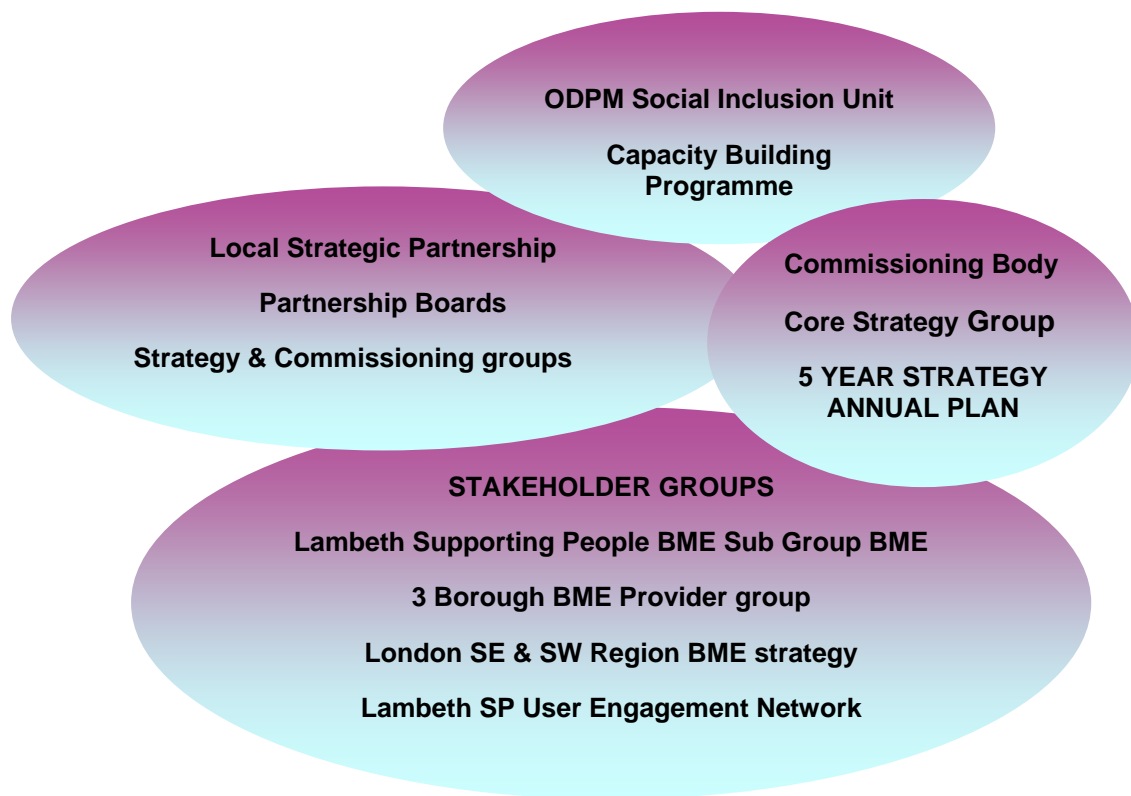 ODPM Social Inclusion Unit
Capacity Building
Programme
Local Strategic Partnership
Partnership Boards
Strategy & Commissioning groups
Commissioning Body
Core Strategy Group
5 YEAR STRATEGY
ANNUAL PLAN
STAKEHOLDER GROUPS
Lambeth Supporting People BME Sub Group BME
3 Borough BME Provider group
London SE & SW Region BME strategy
Lambeth SP User Engagement Network